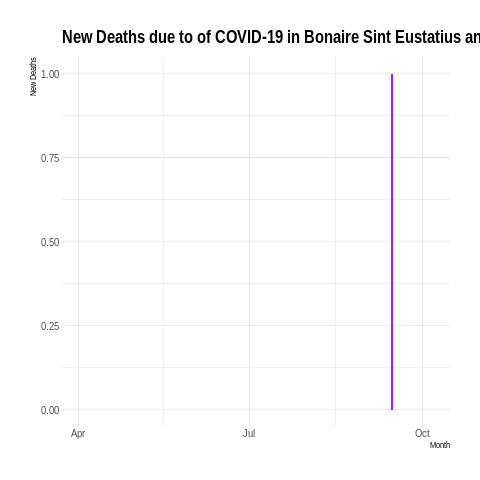 New Deaths due to of COVID-19 in Bonaire Sint Eustatius an
New Deaths
1.00
0.75
0.50
0.25
0.00
Apr Jul Oct
Month